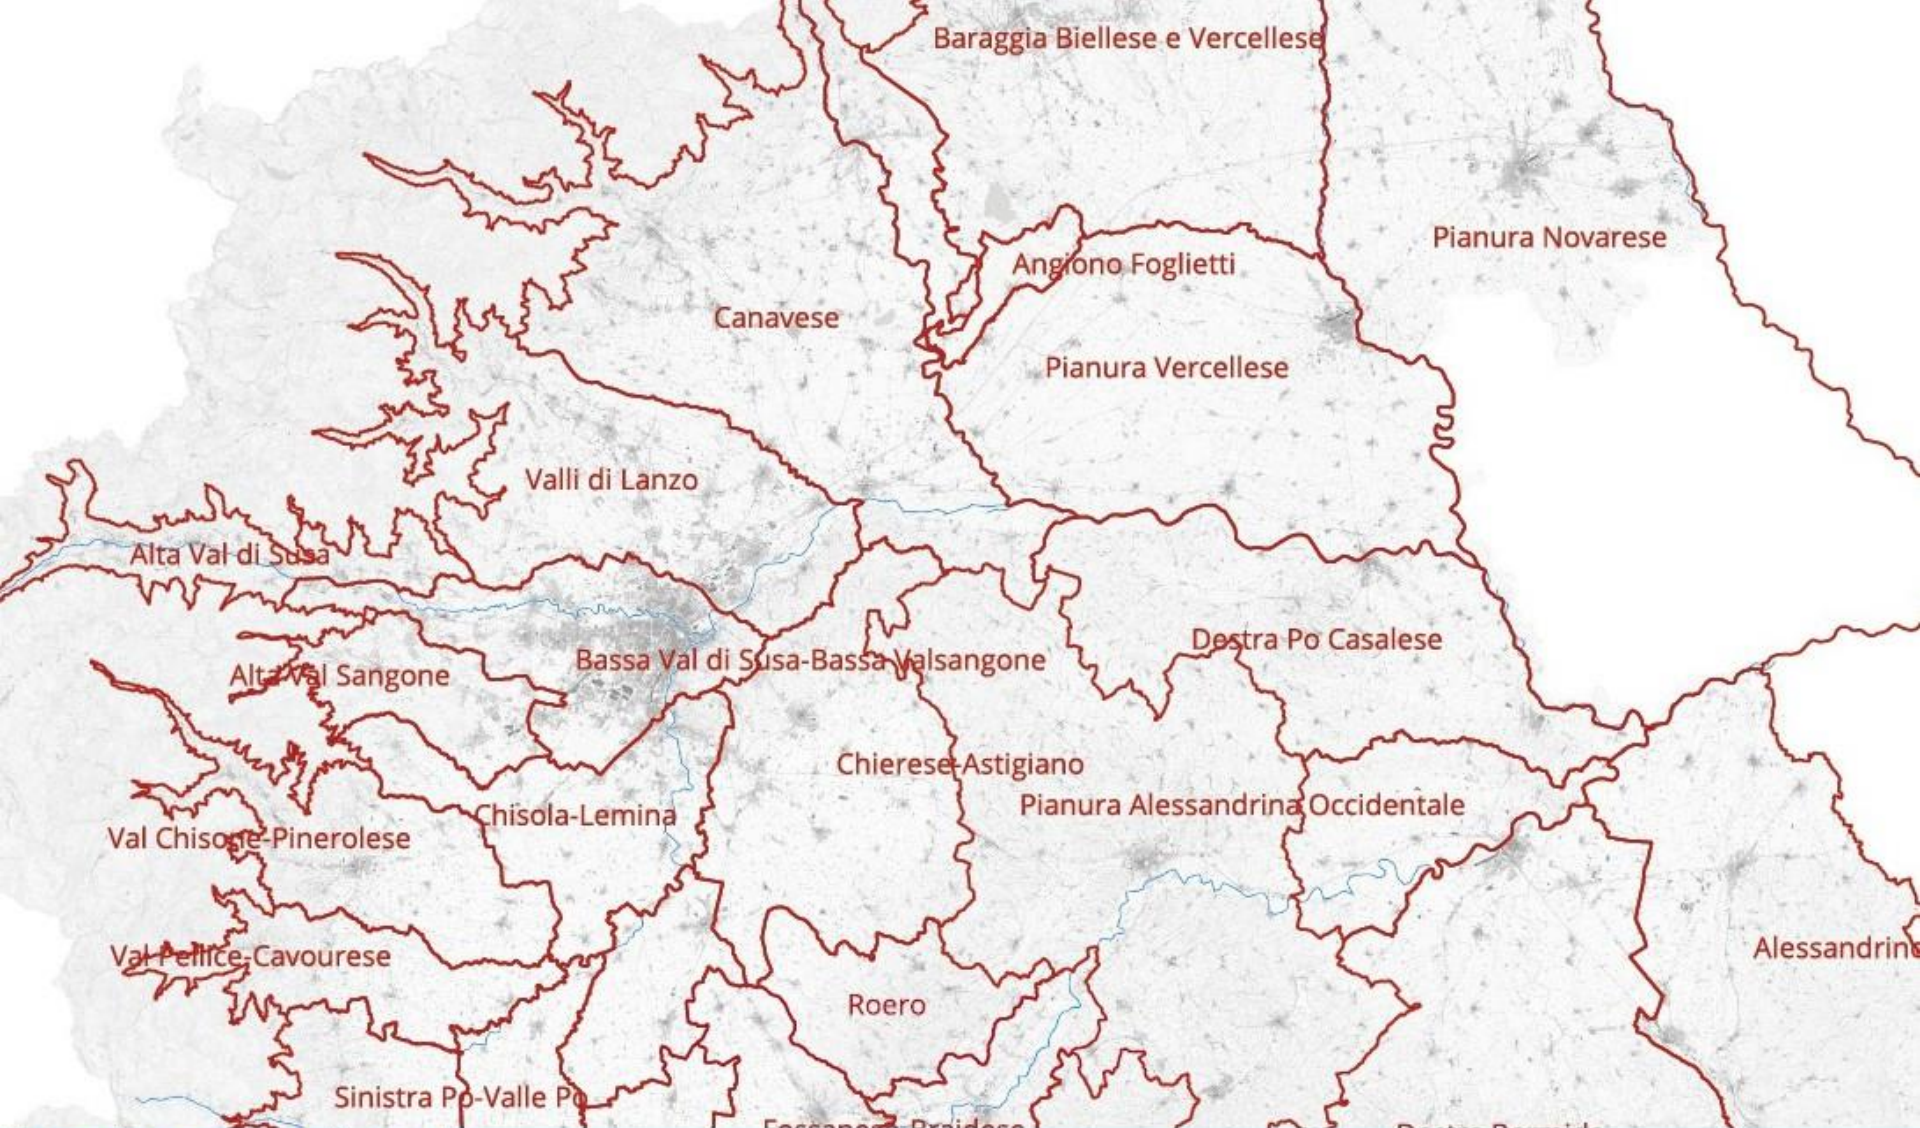 Baraggia Biellese e Vercellese
Pianura Novarese
Angiono Foglietti
Canavese
Pianura Vercellese
Valli di Lanzo
Alta Val di Susa
Destra Po Casalese
Bassa Val di Susa-Bassa Valsangone
Alta Val Sangone
Chierese-Astigiano
Pianura Alessandrina Occidentale
Chisola-Lemina
Val Chisone-Pinerolese
Alessandrino
Val Pellice-Cavourese
Roero
Sinistra Po-Valle Po